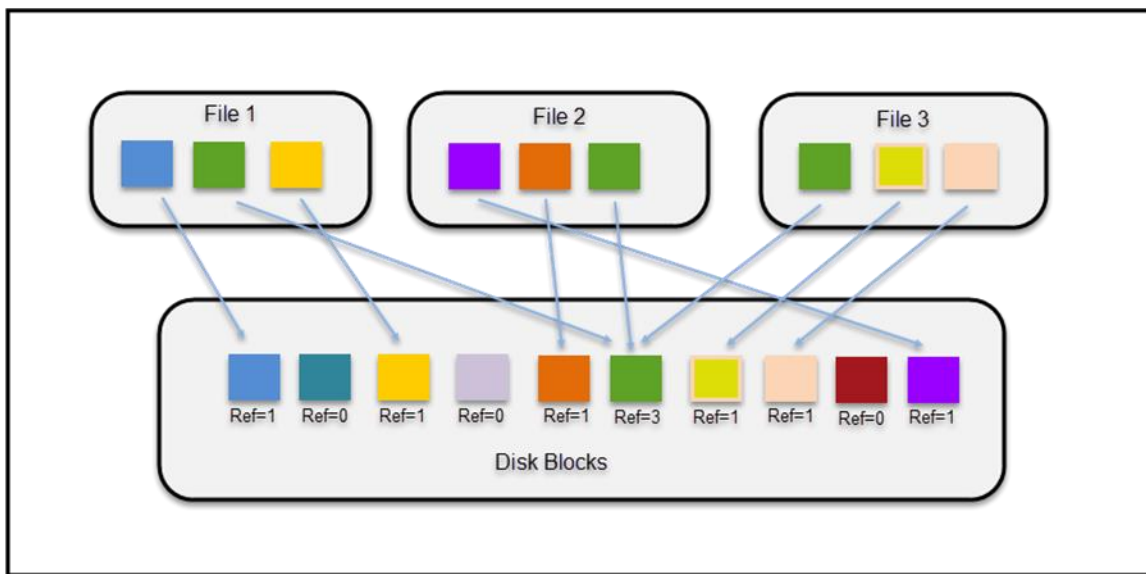 File 1
File 2
File 3
Ref=1
Ref=0
Ref=1
Ref=0
Ref=1
Ref=3
Ref=1
Ref=1
Ref=0
Ref=1
Disk Blocks